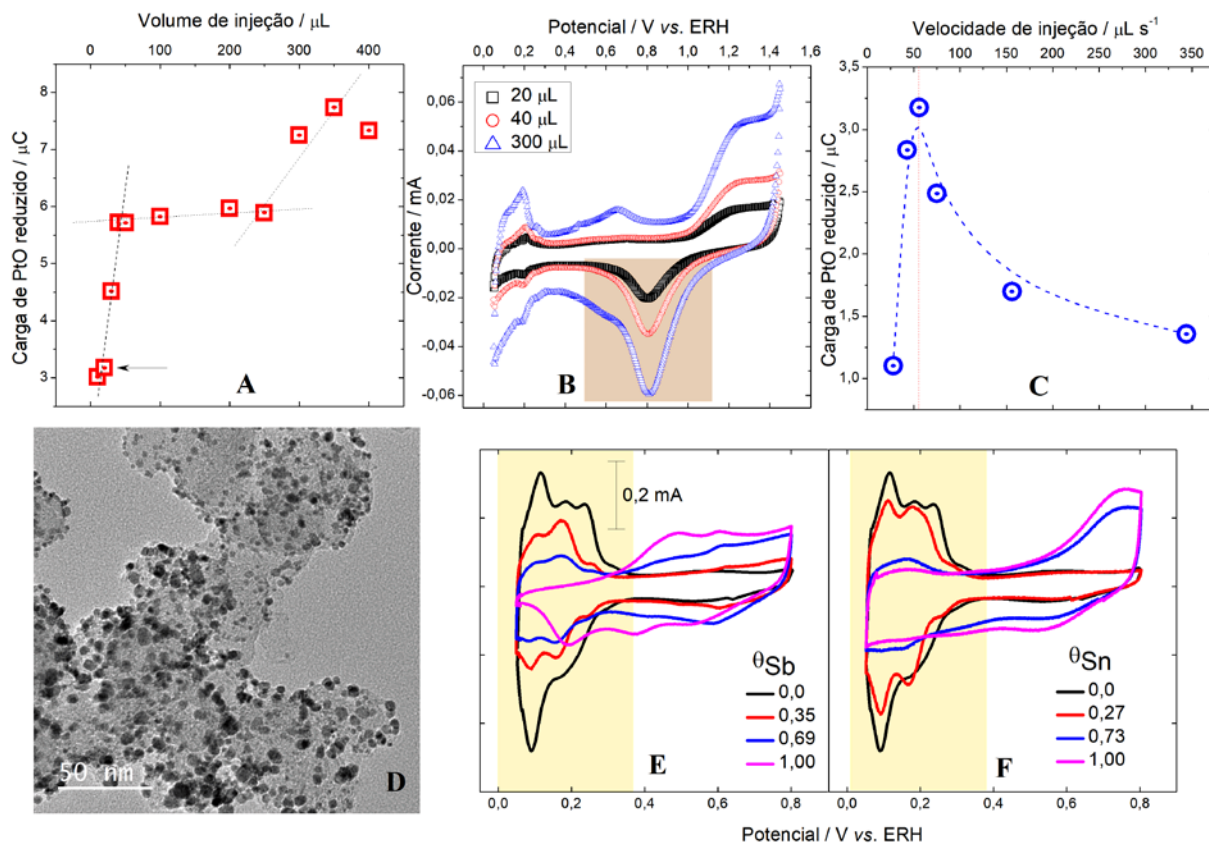 Volume de injeção / µL
0 100 200 300 400
8
7
6
5
4
3
Carga de PtO reduzido / µC
A
Potencial / V vs. ERH
0,0 0,2 0,4 0,6 0,8 1,0 1,2 1,4 1,6
0,06
0,04
0,02
0,00
-0,02
-0,04
-0,06
Corrente / mA
20 µL
40 µL
300 µL
B
Velocidade de injeção / µL s⁻¹
0 50 100 150 200 250 300 350
3,5
3,0
2,5
2,0
1,5
1,0
Carga de PtO reduzido / µC
C
50 nm
D
0,2 mA
θSb
0,0
0,35
0,69
1,00
E
0,0 0,2 0,4 0,6 0,8
θSn
0,0
0,27
0,73
1,00
F
0,0 0,2 0,4 0,6 0,8
Potencial / V vs. ERH